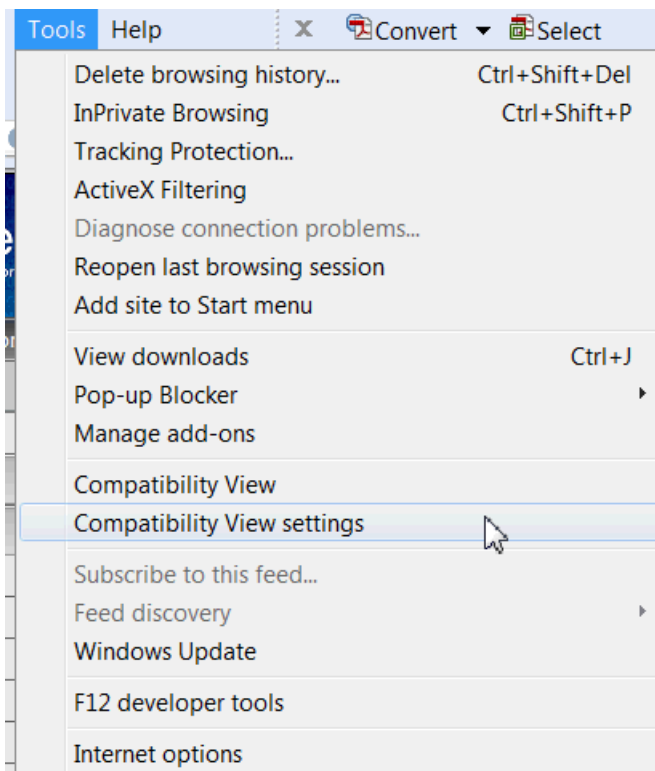 Tools Help x Convert Select
Delete browsing history... Ctrl+Shift+Del
InPrivate Browsing Ctrl+Shift+P
Tracking Protection...
ActiveX Filtering
Diagnose connection problems...
Reopen last browsing session
Add site to Start menu
View downloads Ctrl+J
Pop-up Blocker
Manage add-ons
Compatibility View
Compatibility View settings
Subscribe to this feed...
Feed discovery
Windows Update
F12 developer tools
Internet options